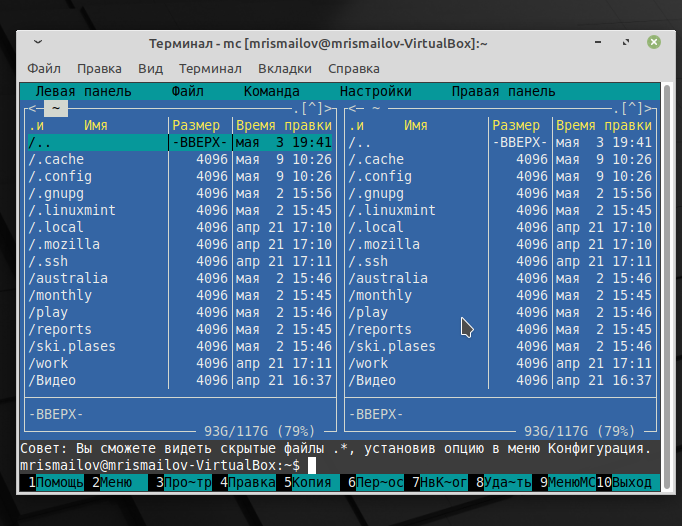 Терминал - mc [mrismailov@mrismailov-VirtualBox]:~
Файл Правка Вид Терминал Вкладки Справка
Левая панель Файл Команда Настройки Правая панель
<─ ~ ──.[^]> <─ ~ ──.[^]>
.и Имя Размер Время правки .и Имя Размер Время правки
/.. -ВВЕРХ- мая 3 19:41 /.. -ВВЕРХ- мая 3 19:41
/.cache 4096 мая 9 10:26 /.cache 4096 мая 9 10:26
/.config 4096 мая 9 10:26 /.config 4096 мая 9 10:26
/.gnupg 4096 мая 2 15:56 /.gnupg 4096 мая 2 15:56
/.linuxmint 4096 мая 2 15:45 /.linuxmint 4096 мая 2 15:45
/.local 4096 апр 21 17:10 /.local 4096 апр 21 17:10
/.mozilla 4096 апр 21 17:10 /.mozilla 4096 апр 21 17:10
/.ssh 4096 апр 21 17:11 /.ssh 4096 апр 21 17:11
/australia 4096 мая 2 15:46 /australia 4096 мая 2 15:46
/monthly 4096 мая 2 15:45 /monthly 4096 мая 2 15:45
/play 4096 мая 2 15:46 /play 4096 мая 2 15:46
/reports 4096 мая 2 15:45 /reports 4096 мая 2 15:45
/ski.plases 4096 мая 2 15:46 /ski.plases 4096 мая 2 15:46
/work 4096 апр 21 17:11 /work 4096 апр 21 17:11
/Видео 4096 апр 21 16:37 /Видео 4096 апр 21 16:37
-ВВЕРХ- -ВВЕРХ-
93G/117G (79%) 93G/117G (79%)
Совет: Вы сможете видеть скрытые файлы .*, установив опцию в меню Конфигурация.
mrismailov@mrismailov-VirtualBox:~$
1Помощь 2Меню 3Про~тр 4Правка 5Копия 6Пер~ос 7НвК~ог 8Уда~ть 9МенюМС 10Выход